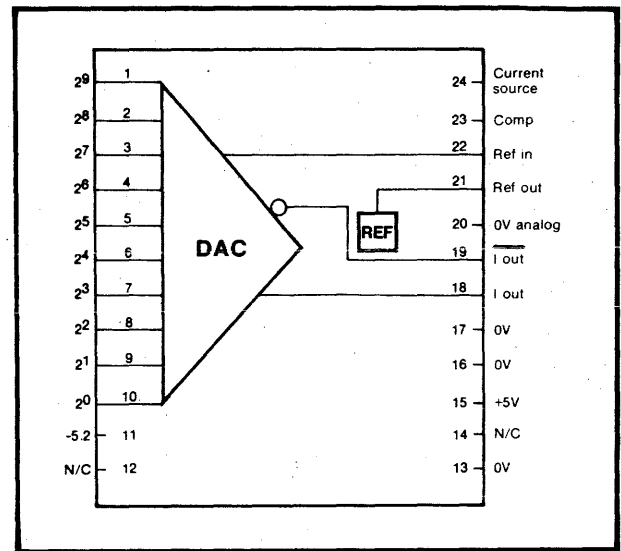 2⁹ 1
2⁸ 2
2⁷ 3
2⁶ 4
2⁵ 5
2⁴ 6
2³ 7
2² 8
2¹ 9
2⁰ 10
-5.2 11
N/C 12
DAC
REF
24 Current
source
23 Comp
22 Ref in
21 Ref out
20 0V analog
19 I̅ ̅o̅u̅t̅
18 I out
17 0V
16 0V
15 +5V
14 N/C
13 0V